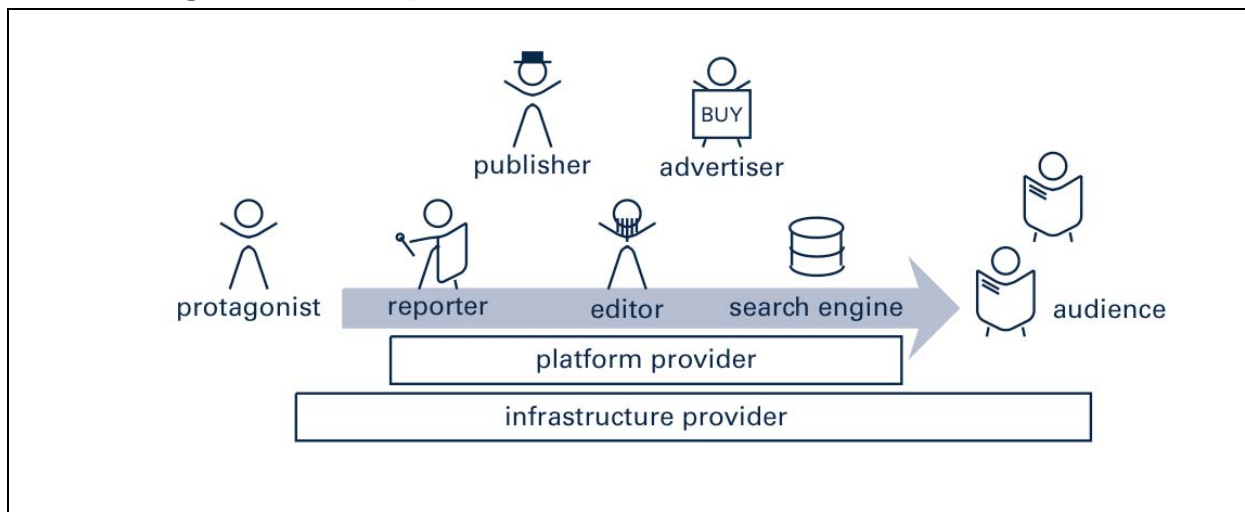 publisher
BUY
advertiser
protagonist
reporter
editor
search engine
audience
platform provider
infrastructure provider